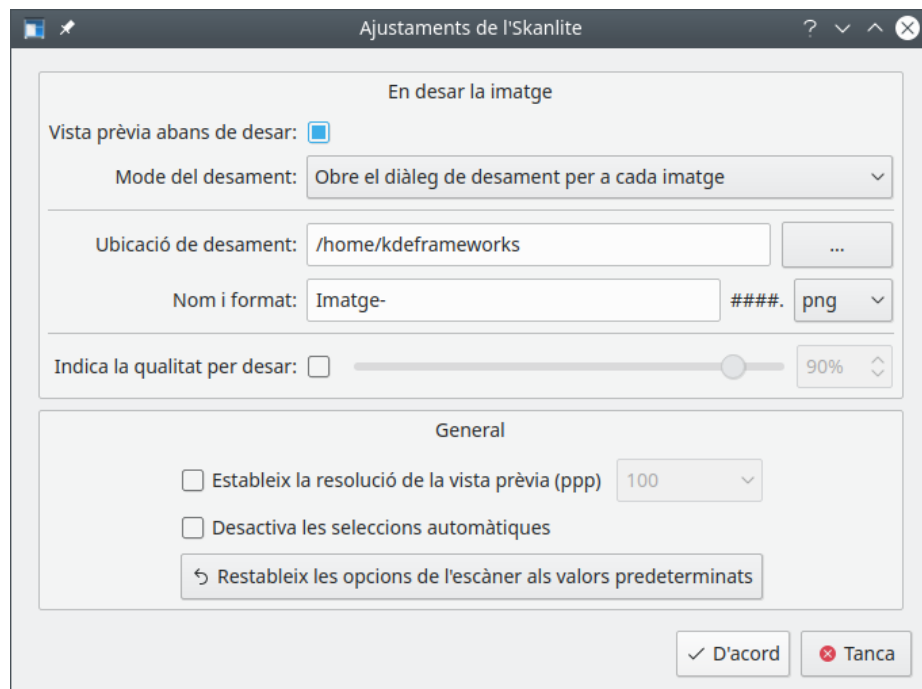 Ajustaments de l'Skanlite
En desar la imatge
Vista prèvia abans de desar:
Mode del desament: Obre el diàleg de desament per a cada imatge
Ubicació de desament: /home/kdeframeworks ...
Nom i format: Imatge- ####. png
Indica la qualitat per desar: 90%
General
Estableix la resolució de la vista prèvia (ppp) 100
Desactiva les seleccions automàtiques
Restableix les opcions de l'escàner als valors predeterminats
D'acord Tanca